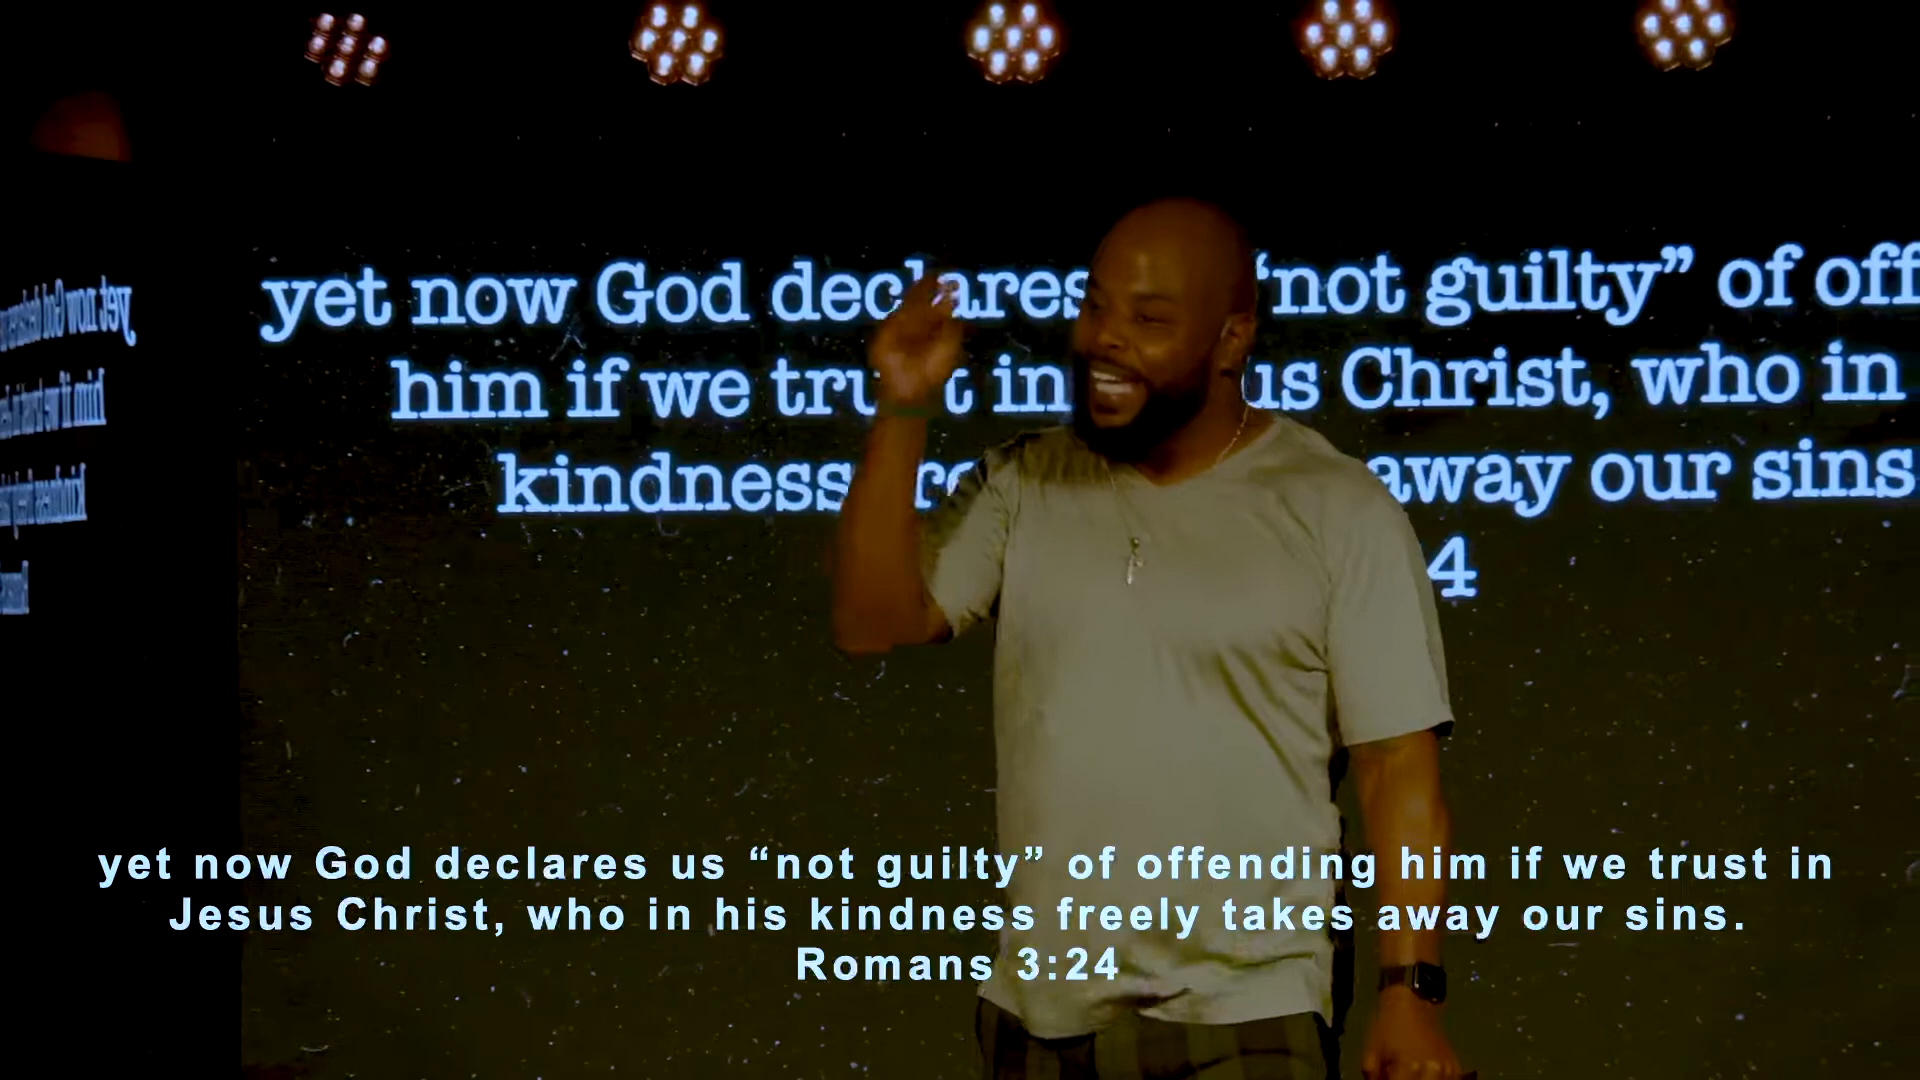 yet now God declares “not guilty” of off
him if we in us Christ, who in
kindness away our sins
4
yet now God declares us “not guilty” of offending him if we trust in
Jesus Christ, who in his kindness freely takes away our sins.
Romans 3:24